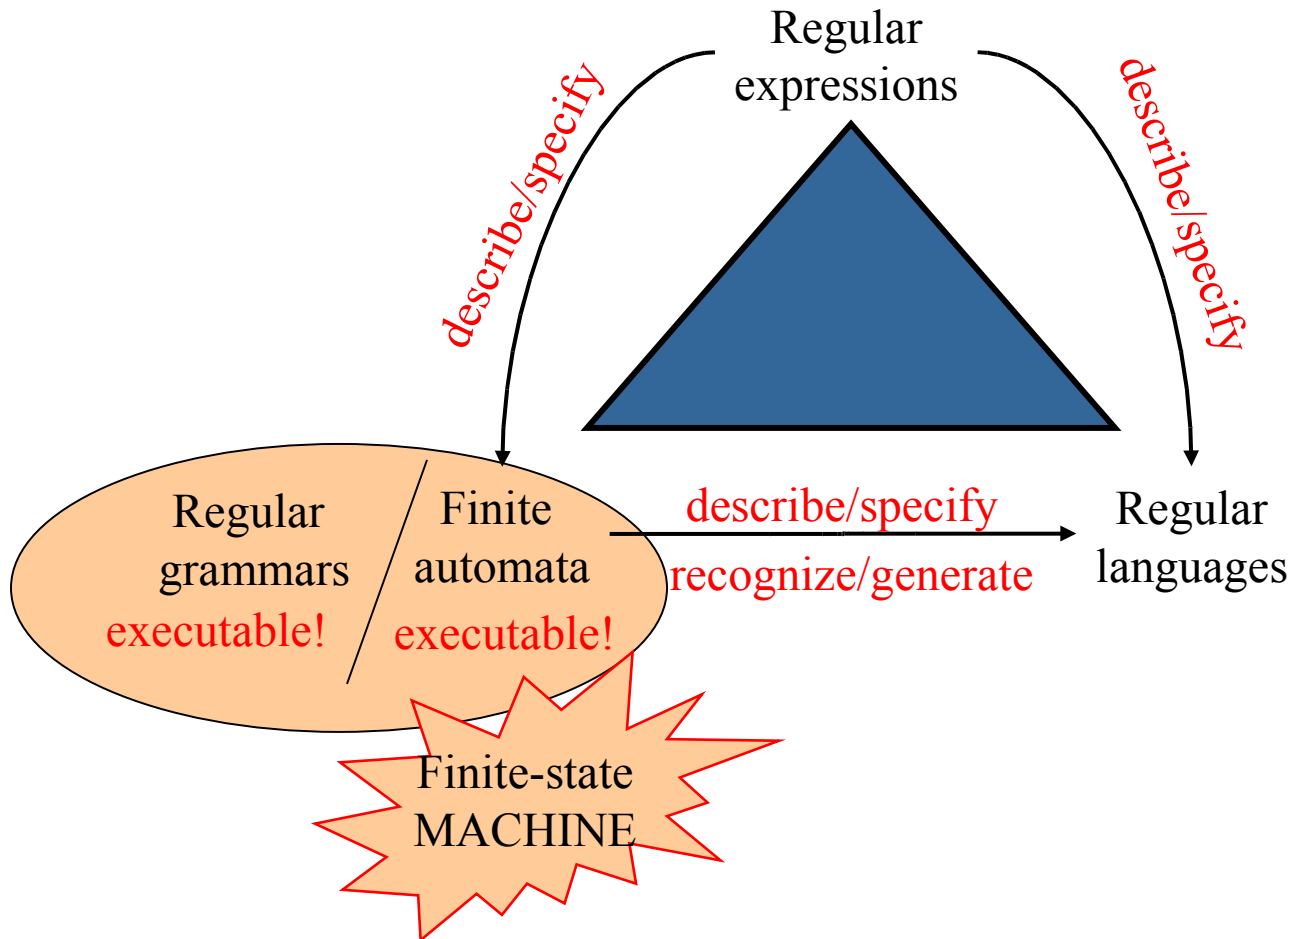 Regular
expressions
describe/specify
describe/specify
Regular
grammars
executable!
Finite
automata
executable!
describe/specify
recognize/generate
Regular
languages
Finite-state
MACHINE